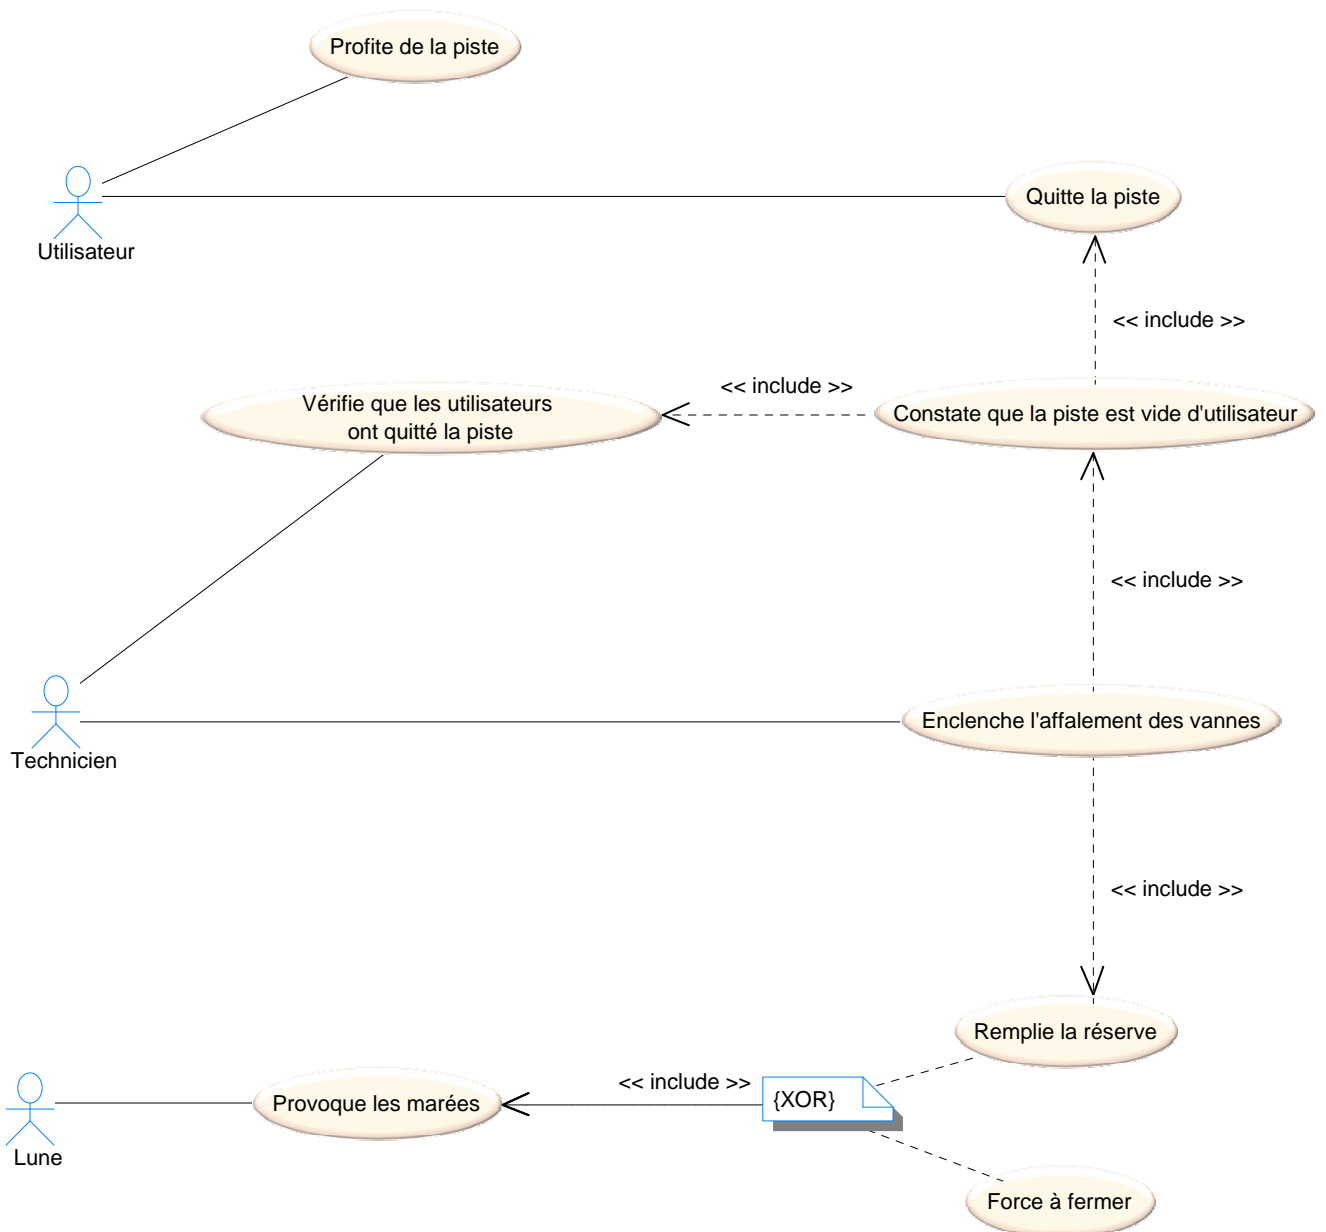 Profite de la piste
Quitte la piste
Utilisateur
<< include >>
<< include >>
Vérifie que les utilisateurs
ont quitté la piste
Constate que la piste est vide d'utilisateur
<< include >>
Enclenche l'affalement des vannes
Technicien
<< include >>
Remplie la réserve
<< include >>
{XOR}
Provoque les marées
Lune
Force à fermer